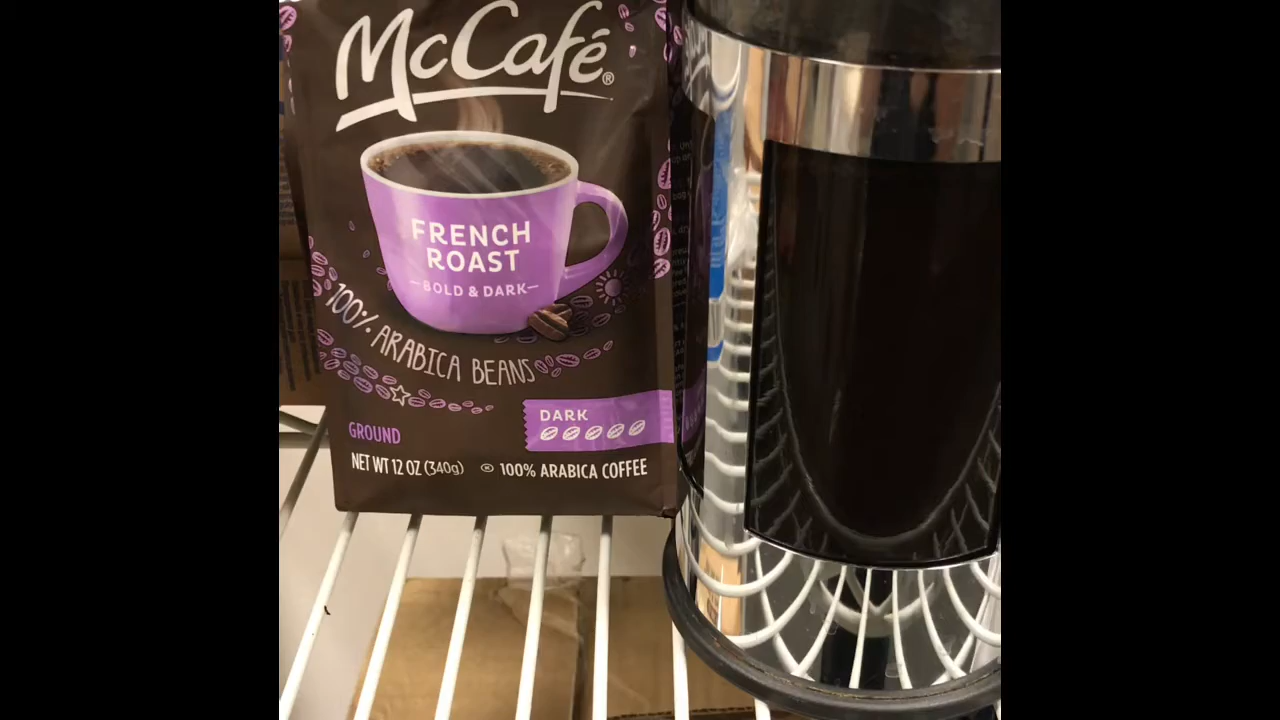 McCafé®
FRENCH
ROAST
BOLD & DARK
100% ARABICA BEANS
DARK
GROUND
NET WT 12 OZ (340g) 100% ARABICA COFFEE